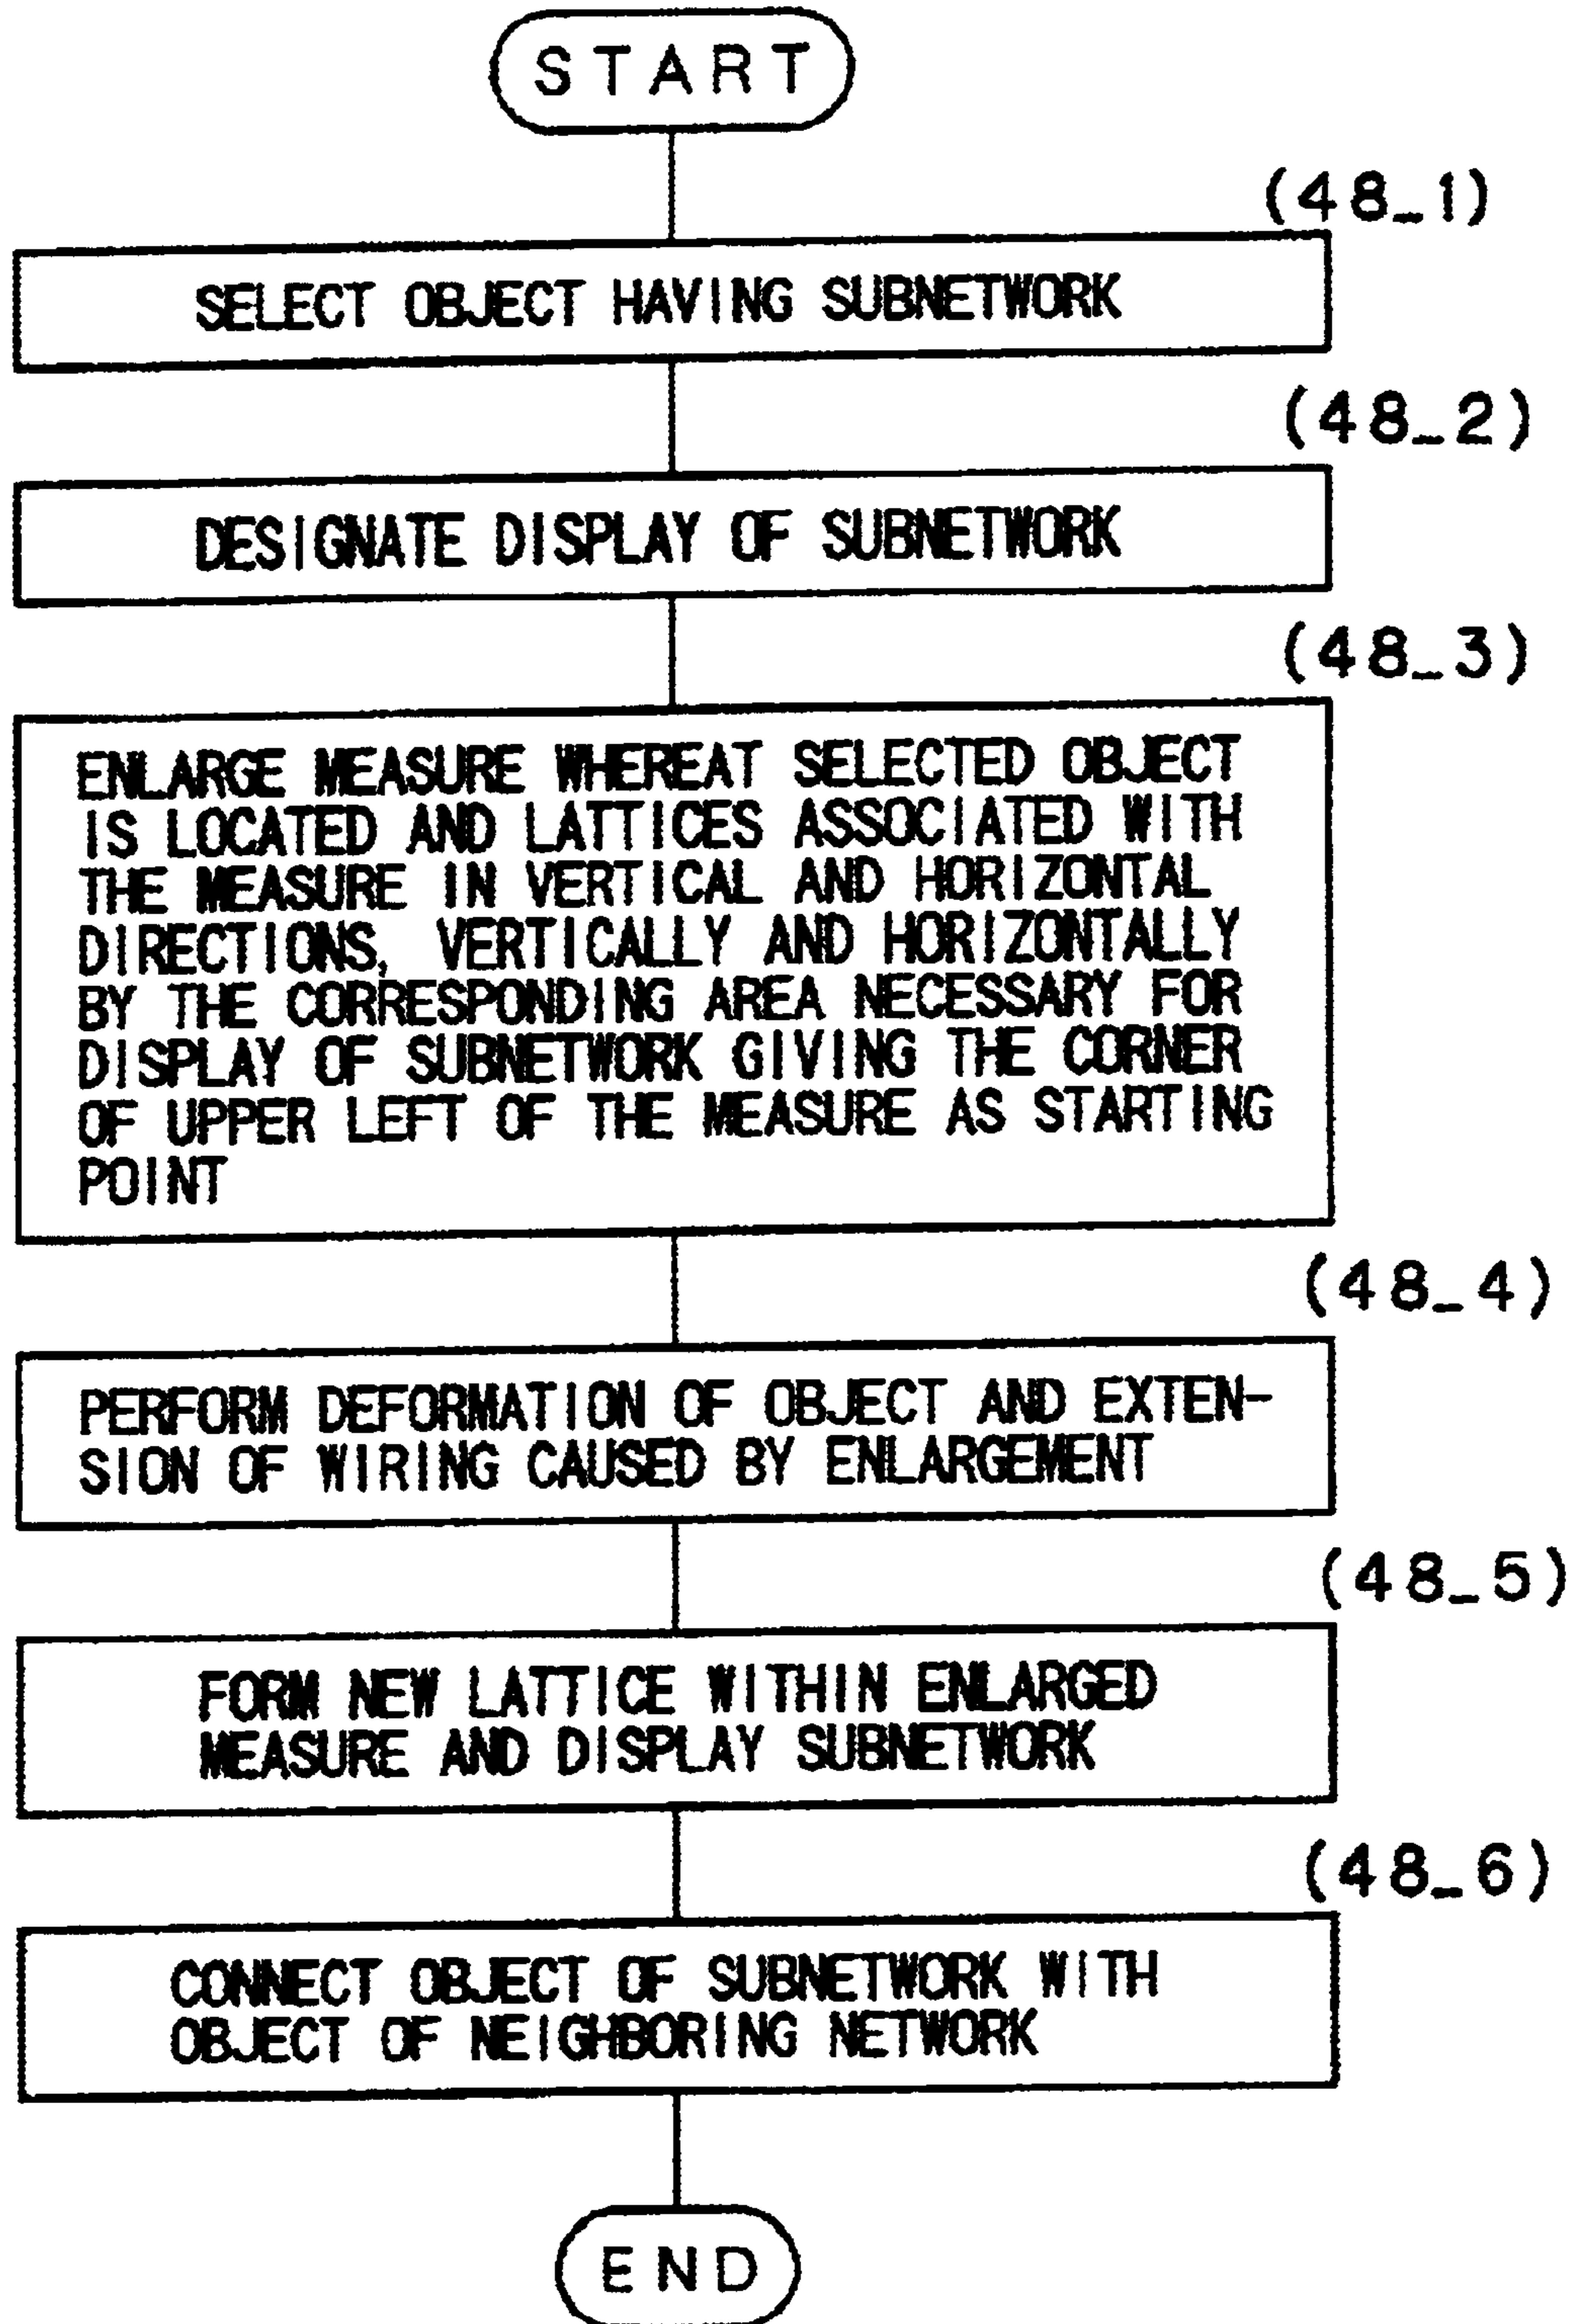 START
(48_1)
SELECT OBJECT HAVING SUBNETWORK
(48_2)
DESIGNATE DISPLAY OF SUBNETWORK
(48_3)
ENLARGE MEASURE WHEREAT SELECTED OBJECT
IS LOCATED AND LATTICES ASSOCIATED WITH
THE MEASURE IN VERTICAL AND HORIZONTAL
DIRECTIONS, VERTICALLY AND HORIZONTALLY
BY THE CORRESPONDING AREA NECESSARY FOR
DISPLAY OF SUBNETWORK GIVING THE CORNER
OF UPPER LEFT OF THE MEASURE AS STARTING
POINT
(48_4)
PERFORM DEFORMATION OF OBJECT AND EXTEN-
SION OF WIRING CAUSED BY ENLARGEMENT
(48_5)
FORM NEW LATTICE WITHIN ENLARGED
MEASURE AND DISPLAY SUBNETWORK
(48_6)
CONNECT OBJECT OF SUBNETWORK WITH
OBJECT OF NEIGHBORING NETWORK
END